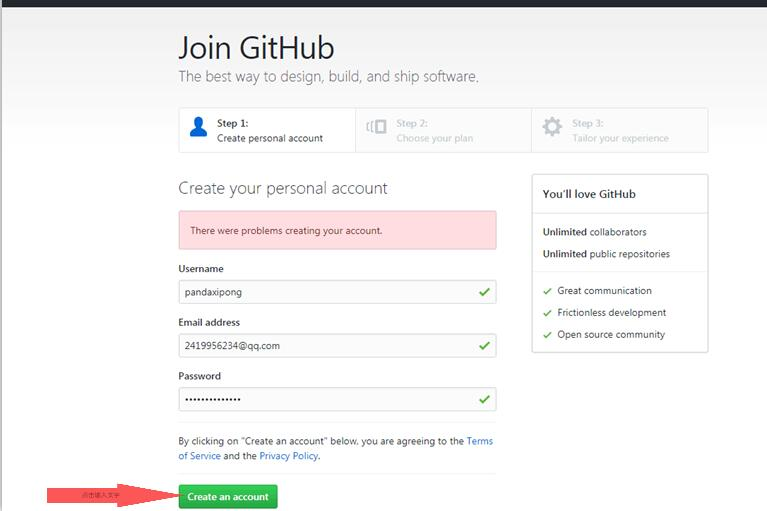 Join GitHub
The best way to design, build, and ship software.
Step 1:
Create personal account
Step 2:
Choose your plan
Step 3:
Tailor your experience
Create your personal account
There were problems creating your account.
Username
pandaxipong
Email address
2419956234@qq.com
Password
••••••••••••••
By clicking on "Create an account" below, you are agreeing to the Terms
of Service and the Privacy Policy.
Create an account
点击输入文字
You'll love GitHub
Unlimited collaborators
Unlimited public repositories
Great communication
Frictionless development
Open source community